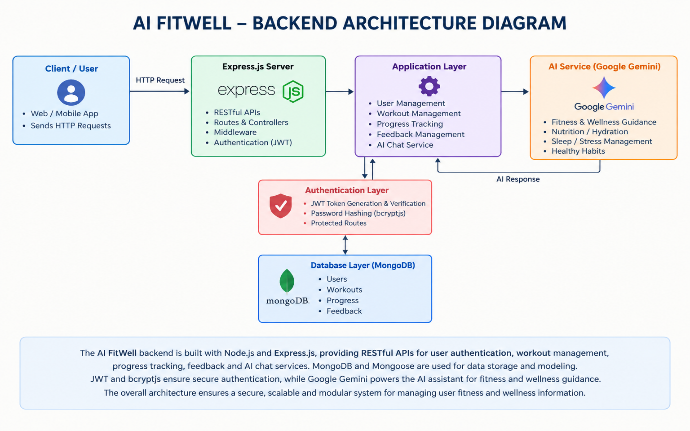 AI FITWELL – BACKEND ARCHITECTURE DIAGRAM
Client / User
• Web / Mobile App
• Sends HTTP Requests
HTTP Request
Express.js Server
express JS
• RESTful APIs
• Routes & Controllers
• Middleware
• Authentication (JWT)
Application Layer
• User Management
• Workout Management
• Progress Tracking
• Feedback Management
• AI Chat Service
AI Service (Google Gemini)
Google Gemini
• Fitness & Wellness Guidance
• Nutrition / Hydration
• Sleep / Stress Management
• Healthy Habits
AI Response
Authentication Layer
• JWT Token Generation & Verification
• Password Hashing (bcryptjs)
• Protected Routes
Database Layer (MongoDB)
mongoDB
• Users
• Workouts
• Progress
• Feedback
The AI FitWell backend is built with Node.js and Express.js, providing RESTful APIs for user authentication, workout management,
progress tracking, feedback and AI chat services. MongoDB and Mongoose are used for data storage and modeling.
JWT and bcryptjs ensure secure authentication, while Google Gemini powers the AI assistant for fitness and wellness guidance.
The overall architecture ensures a secure, scalable and modular system for managing user fitness and wellness information.